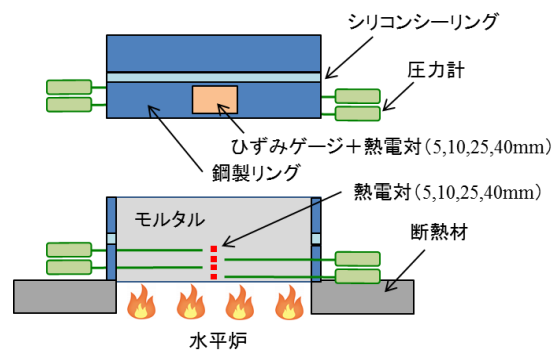 シリコンシーリング
圧力計
ひずみゲージ＋熱電対（5,10,25,40mm）
鋼製リング
熱電対（5,10,25,40mm）
モルタル
断熱材
水平炉